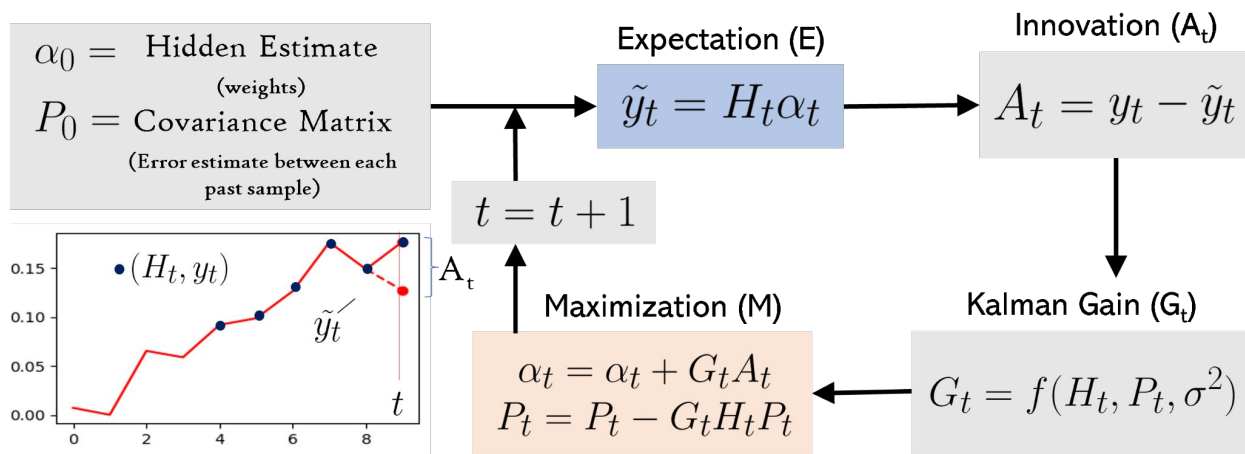 α₀ = Hidden Estimate
(weights)
P₀ = Covariance Matrix
(Error estimate between each
past sample)
Expectation (E)
ỹₜ = Hₜαₜ
Innovation (Aₜ)
Aₜ = yₜ − ỹₜ
t = t + 1
Maximization (M)
αₜ = αₜ + GₜAₜ
Pₜ = Pₜ − GₜHₜPₜ
Kalman Gain (Gₜ)
Gₜ = f(Hₜ, Pₜ, σ²)
(Hₜ, yₜ)
Aₜ
ỹₜ
t
0.15
0.10
0.05
0.00
0 2 4 6 8